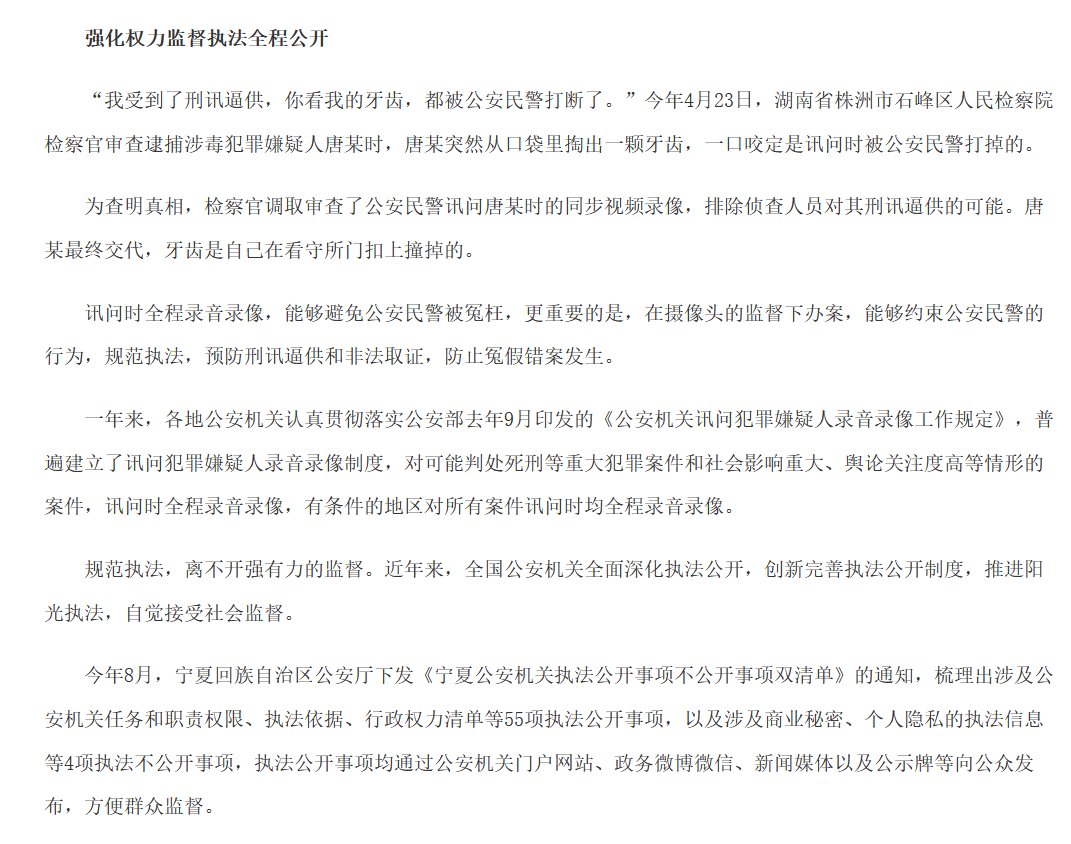 强化权力监督执法全程公开
“我受到了刑讯逼供，你看我的牙齿，都被公安民警打断了。”今年4月23日，湖南省株洲市石峰区人民检察院
检察官审查逮捕涉毒犯罪嫌疑人唐某时，唐某突然从口袋里掏出一颗牙齿，一口咬定是讯问时被公安民警打掉的。
为查明真相，检察官调取审查了公安民警讯问唐某时的同步视频录像，排除侦查人员对其刑讯逼供的可能。唐
某最终交代，牙齿是自己在看守所门扣上撞掉的。
讯问时全程录音录像，能够避免公安民警被冤枉，更重要的是，在摄像头的监督下办案，能够约束公安民警的
行为，规范执法，预防刑讯逼供和非法取证，防止冤假错案发生。
一年来，各地公安机关认真贯彻落实公安部去年9月印发的《公安机关讯问犯罪嫌疑人录音录像工作规定》，普
遍建立了讯问犯罪嫌疑人录音录像制度，对可能判处死刑等重大犯罪案件和社会影响重大、舆论关注度高等情形的
案件，讯问时全程录音录像，有条件的地区对所有案件讯问时均全程录音录像。
规范执法，离不开强有力的监督。近年来，全国公安机关全面深化执法公开，创新完善执法公开制度，推进阳
光执法，自觉接受社会监督。
今年8月，宁夏回族自治区公安厅下发《宁夏公安机关执法公开事项不公开事项双清单》的通知，梳理出涉及公
安机关任务和职责权限、执法依据、行政权力清单等55项执法公开事项，以及涉及商业秘密、个人隐私的执法信息
等4项执法不公开事项，执法公开事项均通过公安机关门户网站、政务微博微信、新闻媒体以及公示牌等向公众发
布，方便群众监督。